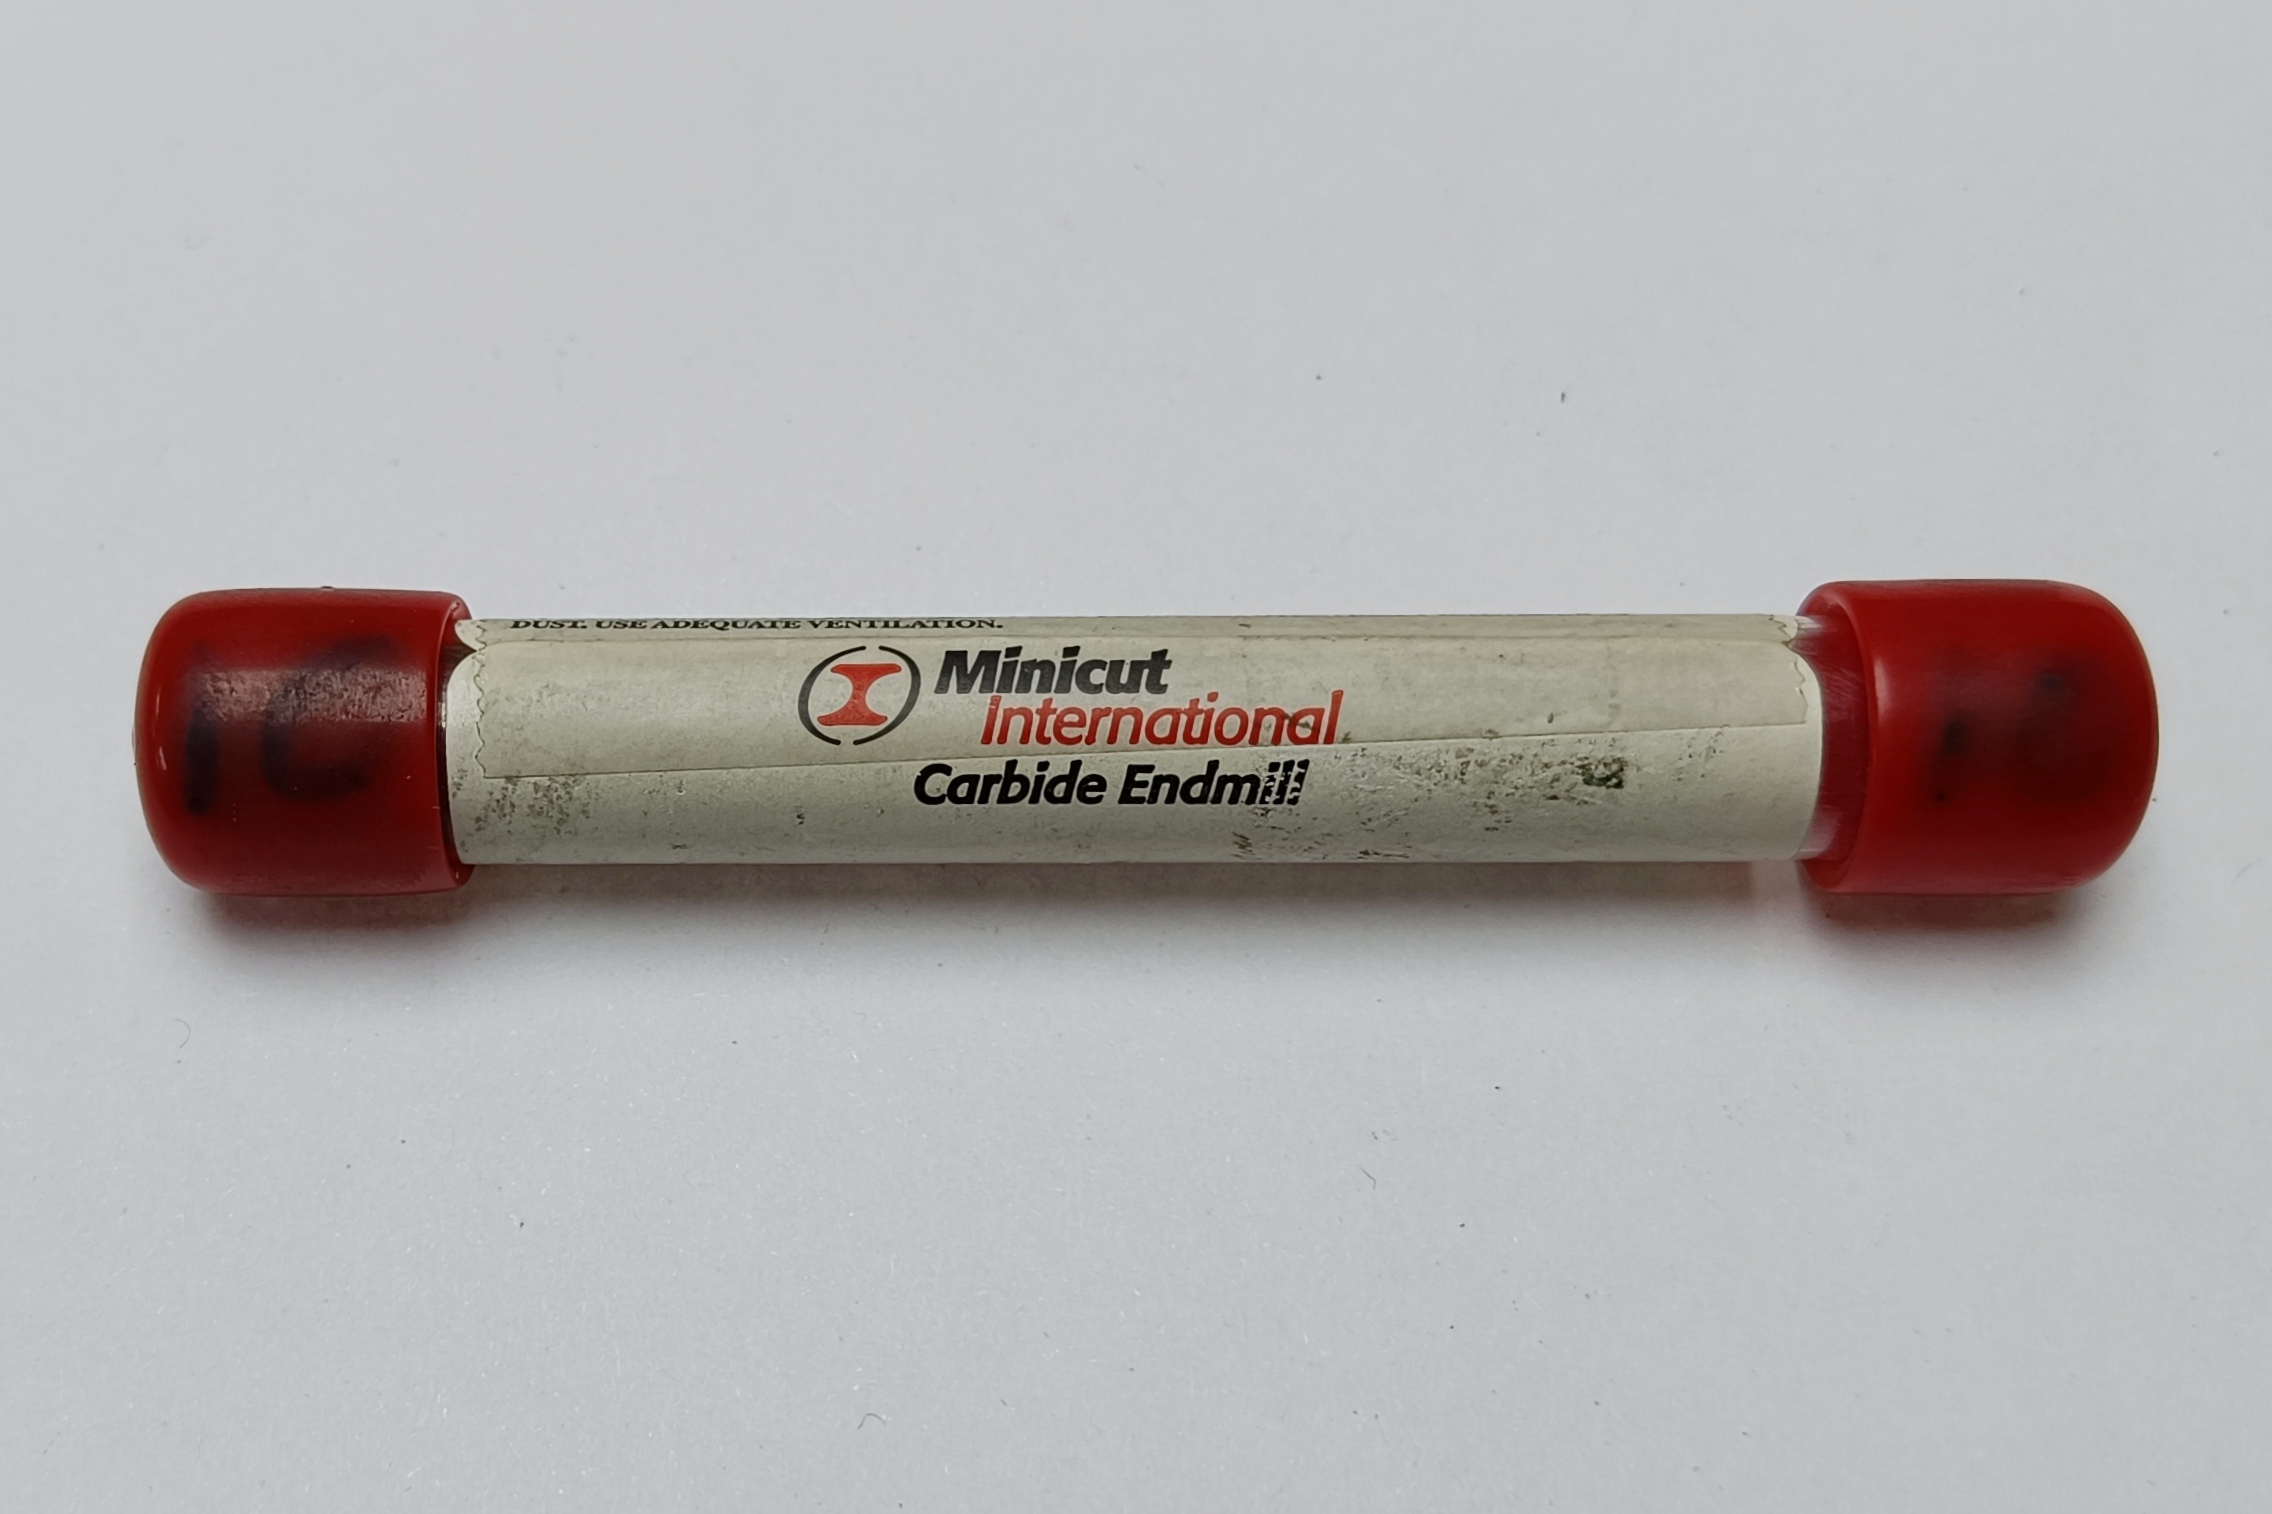 DUST. USE ADEQUATE VENTILATION.
Minicut
International
Carbide Endmill